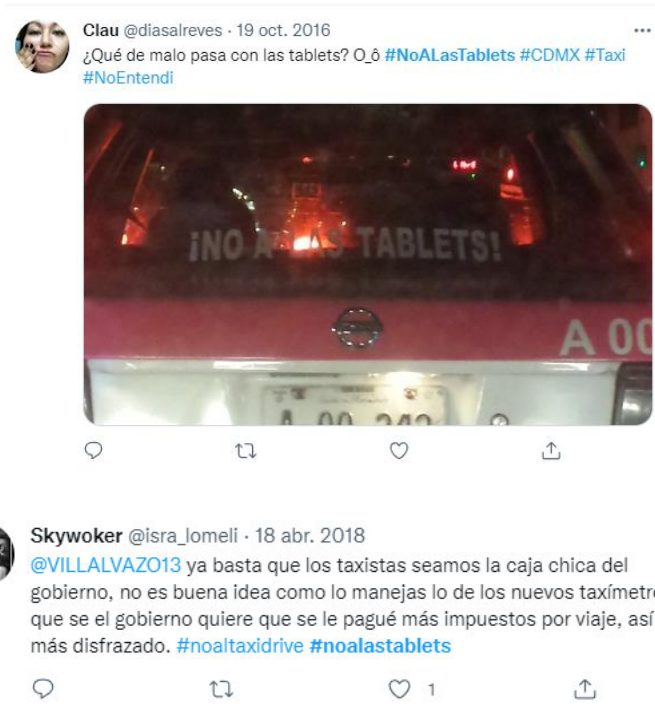 Clau @diasalreves · 19 oct. 2016
¿Qué de malo pasa con las tablets? O_ô #NoALasTablets #CDMX #Taxi
#NoEntendi
¡NO A LAS TABLETS!
A 00
Skywoker @isra_lomeli · 18 abr. 2018
@VILLALVAZO13 ya basta que los taxistas seamos la caja chica del
gobierno, no es buena idea como lo manejas lo de los nuevos taxímetro
que se el gobierno quiere que se le pagué más impuestos por viaje, así
más disfrazado. #noaltaxidrive #noalastablets
1